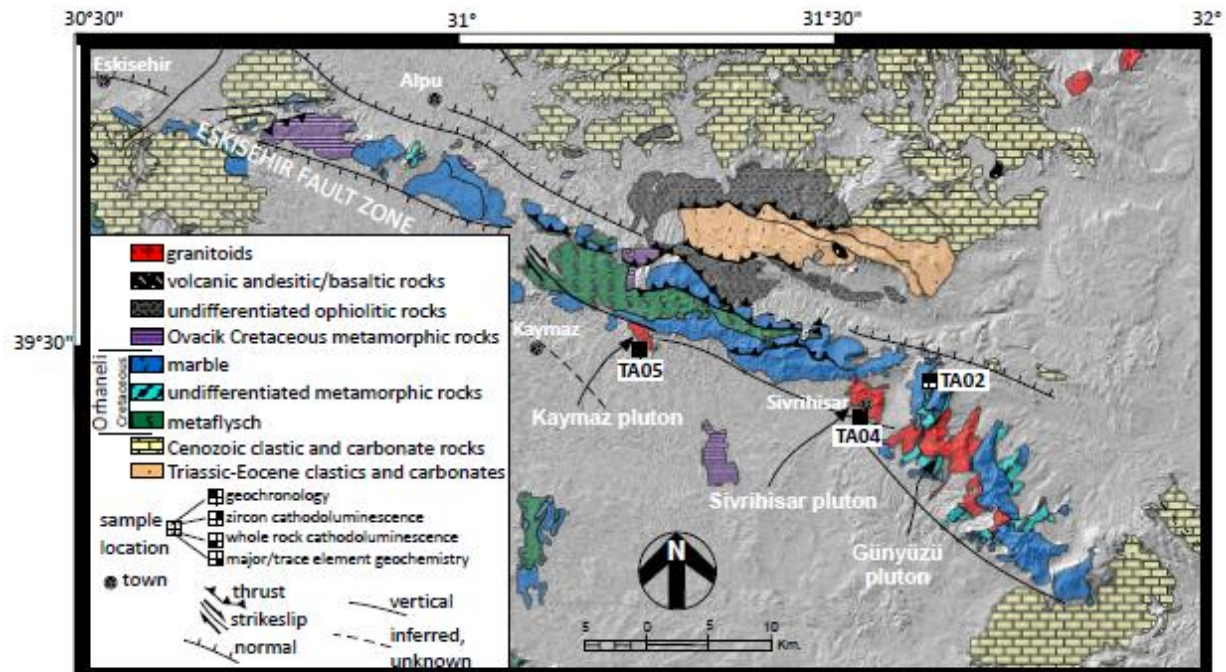 30°30" 31° 31°30" 32°
Eskisehir
Alpu
ESKISEHIR FAULT ZONE
39°30"
Kaymaz
TA05
Kaymaz pluton
Sivrihisar
TA02
TA04
Sivrihisar pluton
Günyüzü
pluton
granitoids
volcanic andesitic/basaltic rocks
undifferentiated ophiolitic rocks
Ovacik Cretaceous metamorphic rocks
Orhaneli
Cretaceous
marble
undifferentiated metamorphic rocks
metaflysch
Cenozoic clastic and carbonate rocks
Triassic-Eocene clastics and carbonates
sample
location
geochronology
zircon cathodoluminescence
whole rock cathodoluminescence
major/trace element geochemistry
town
thrust
strikeslip
normal
vertical
inferred,
unknown
N
5 0 5 10
Km.